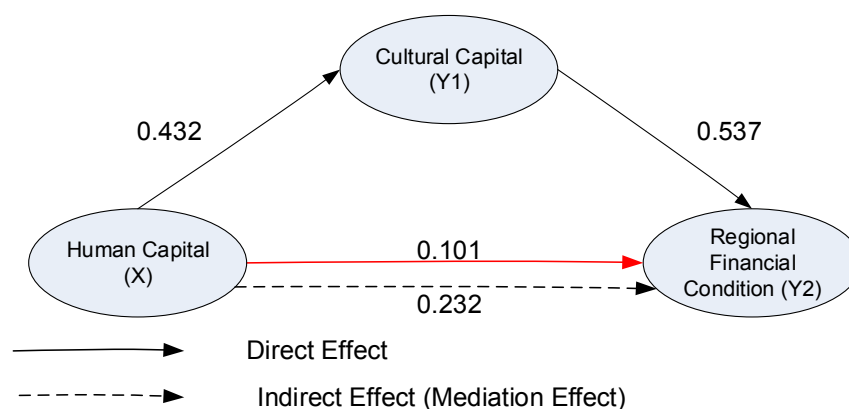 Cultural Capital
(Y1)
0.432
0.537
Human Capital
(X)
0.101
Regional
Financial
Condition (Y2)
0.232
Direct Effect
Indirect Effect (Mediation Effect)